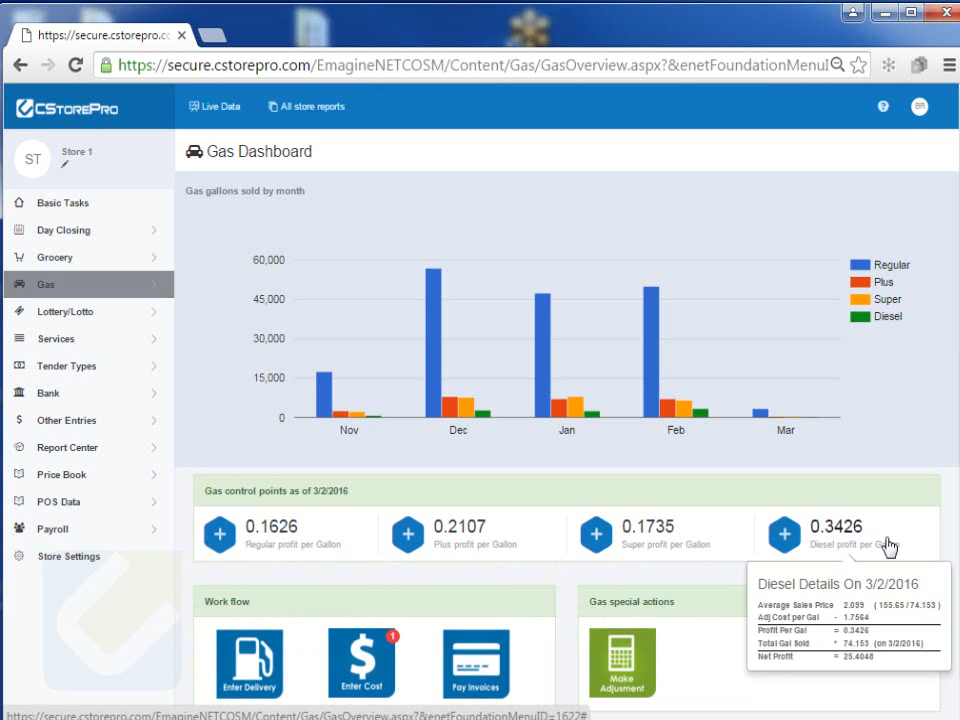 https://secure.cstorepro.cc
https://secure.cstorepro.com/EmagineNETCOSM/Content/Gas/GasOverview.aspx?&enetFoundationMenuI
CSTOREPRO
Live Data
All store reports
?
BR
ST
Store 1
Gas Dashboard
Basic Tasks
Day Closing
Grocery
Gas
Lottery/Lotto
Services
Tender Types
Bank
Other Entries
Report Center
Price Book
POS Data
Payroll
Store Settings
Gas gallons sold by month
60,000
45,000
30,000
15,000
0
Nov Dec Jan Feb Mar
Regular
Plus
Super
Diesel
Gas control points as of 3/2/2016
0.1626
Regular profit per Gallon
0.2107
Plus profit per Gallon
0.1735
Super profit per Gallon
0.3426
Diesel profit per
Diesel Details On 3/2/2016
Average Sales Price 2.099 ( 155.65 / 74.153 )
Adj Cost per Gal - 1.7564
Profit Per Gal = 0.3426
Total Gal Sold * 74.153 (on 3/2/2016)
Net Profit = 25.4048
Work flow
Enter Delivery
1
Enter Cost
Pay Invoices
Gas special actions
Make
Adjusment
https://secure.cstorepro.com/EmagineNETCOSM/Content/Gas/GasOverview.aspx?&enetFoundationMenuID=1622#